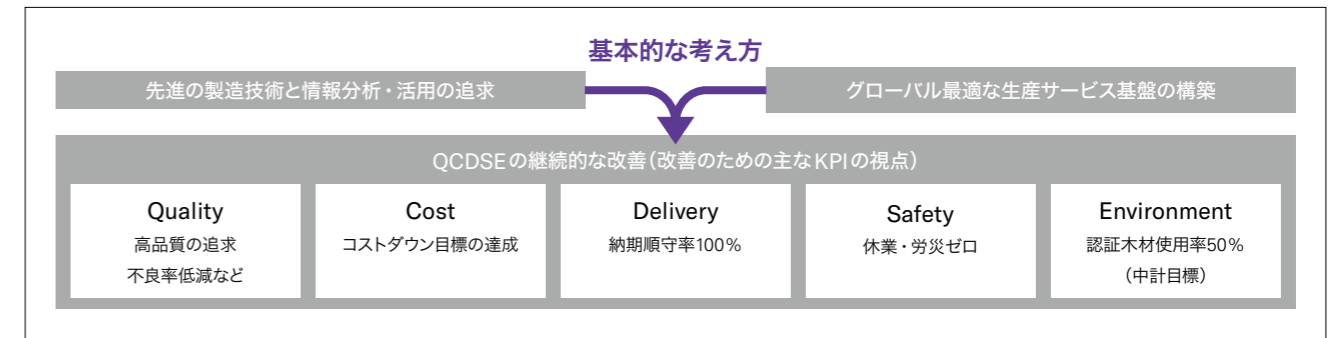 基本的な考え方
先進の製造技術と情報分析・活用の追求
グローバル最適な生産サービス基盤の構築
QCDSEの継続的な改善(改善のための主なKPIの視点)
Quality
高品質の追求
不良率低減など
Cost
コストダウン目標の達成
Delivery
納期順守率100%
Safety
休業・労災ゼロ
Environment
認証木材使用率50%
(中計目標)